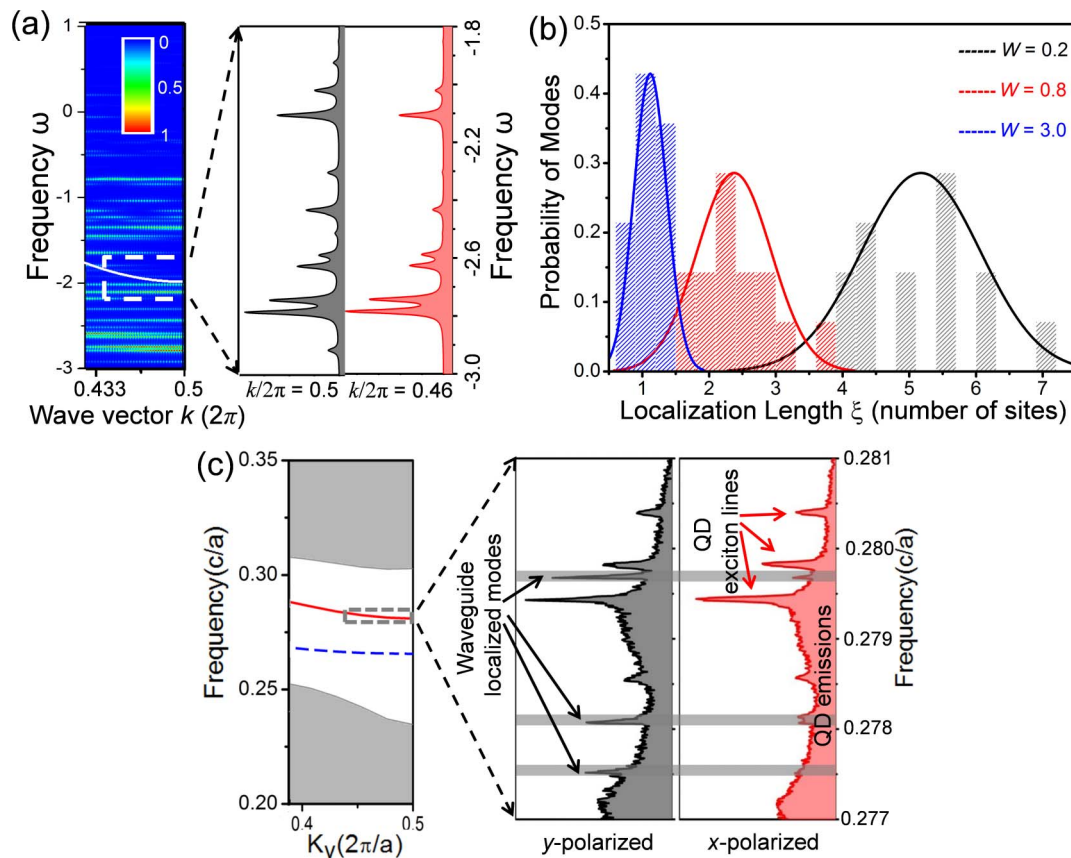 (a)
1
0
-1
-2
-3
Frequency ω
0
0.5
1
0.433
0.5
Wave vector k (2π)
k/2π = 0.5
k/2π = 0.46
-1.8
-2.2
-2.6
-3.0
Frequency ω
(b)
0.5
0.4
0.3
0.2
0.1
0.0
Probability of Modes
W = 0.2
W = 0.8
W = 3.0
1 2 3 4 5 6 7
Localization Length ξ (number of sites)
(c)
0.35
0.30
0.25
0.20
Frequency(c/a)
0.4
0.5
Ky(2π/a)
Waveguide
localized modes
y-polarized
QD
exciton lines
QD emissions
x-polarized
0.281
0.280
0.279
0.278
0.277
Frequency(c/a)